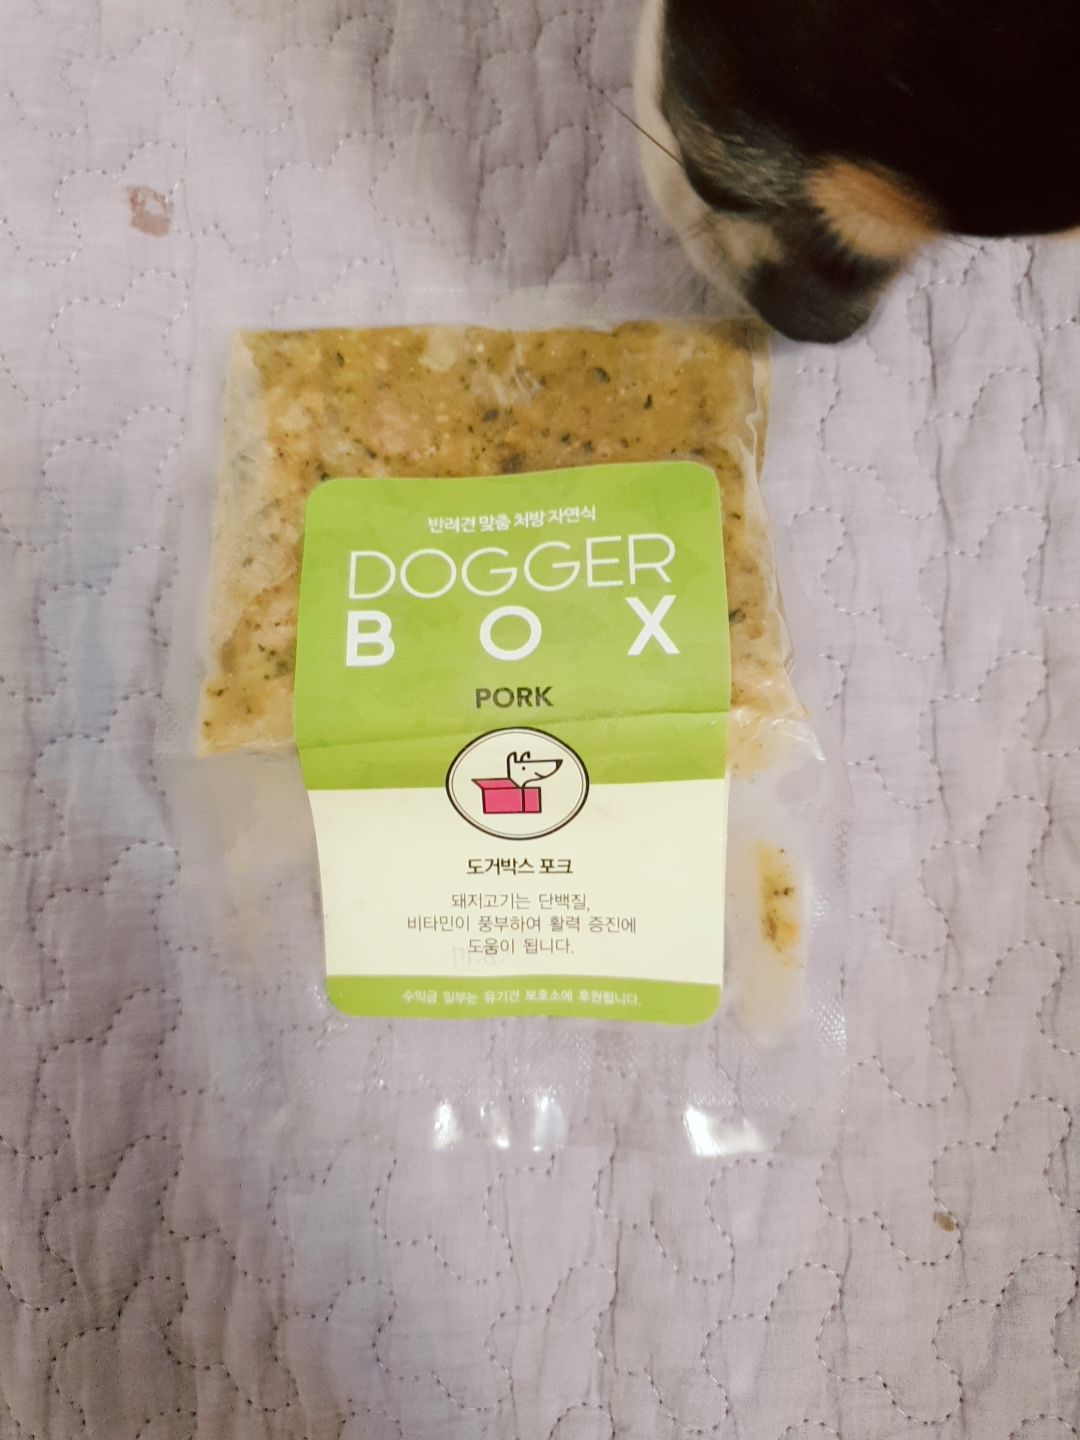 반려견 맞춤 처방 자연식
DOGGER
BOX
PORK
도거박스 포크
돼지고기는 단백질,
비타민이 풍부하여 활력 증진에
도움이 됩니다.
수익금 일부는 유기견 보호소에 후원됩니다.